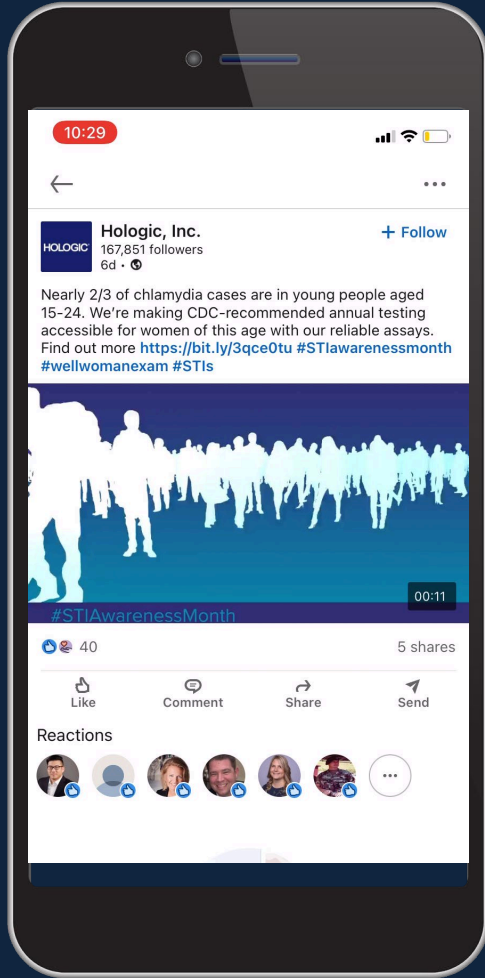 10:29
HOLOGIC
Hologic, Inc.
+ Follow
167,851 followers
6d •
Nearly 2/3 of chlamydia cases are in young people aged
15-24. We're making CDC-recommended annual testing
accessible for women of this age with our reliable assays.
Find out more https://bit.ly/3qce0tu #STIawarenessmonth
#wellwomanexam #STIs
00:11
#STIAwarenessMonth
40
5 shares
Like
Comment
Share
Send
Reactions